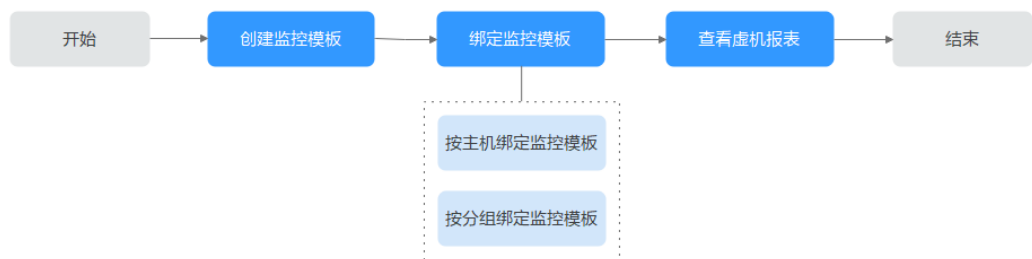 开始
创建监控模板
绑定监控模板
查看虚机报表
结束
按主机绑定监控模板
按分组绑定监控模板